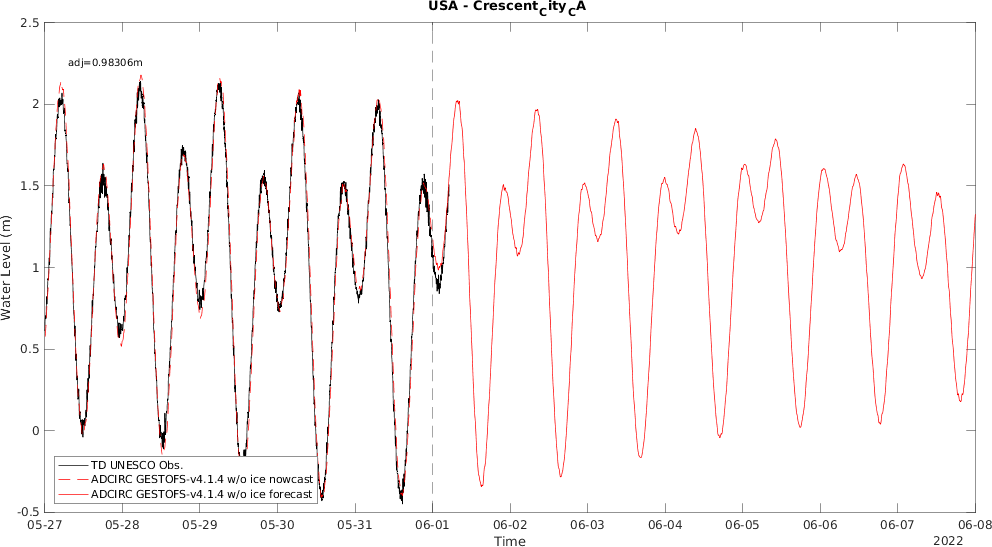 USA - CrescentCityCA
2.5
2
1.5
1
0.5
0
-0.5
Water Level (m)
adj=0.98306m
TD UNESCO Obs.
ADCIRC GESTOFS-v4.1.4 w/o ice nowcast
ADCIRC GESTOFS-v4.1.4 w/o ice forecast
05-27 05-28 05-29 05-30 05-31 06-01 06-02 06-03 06-04 06-05 06-06 06-07 06-08
Time
2022